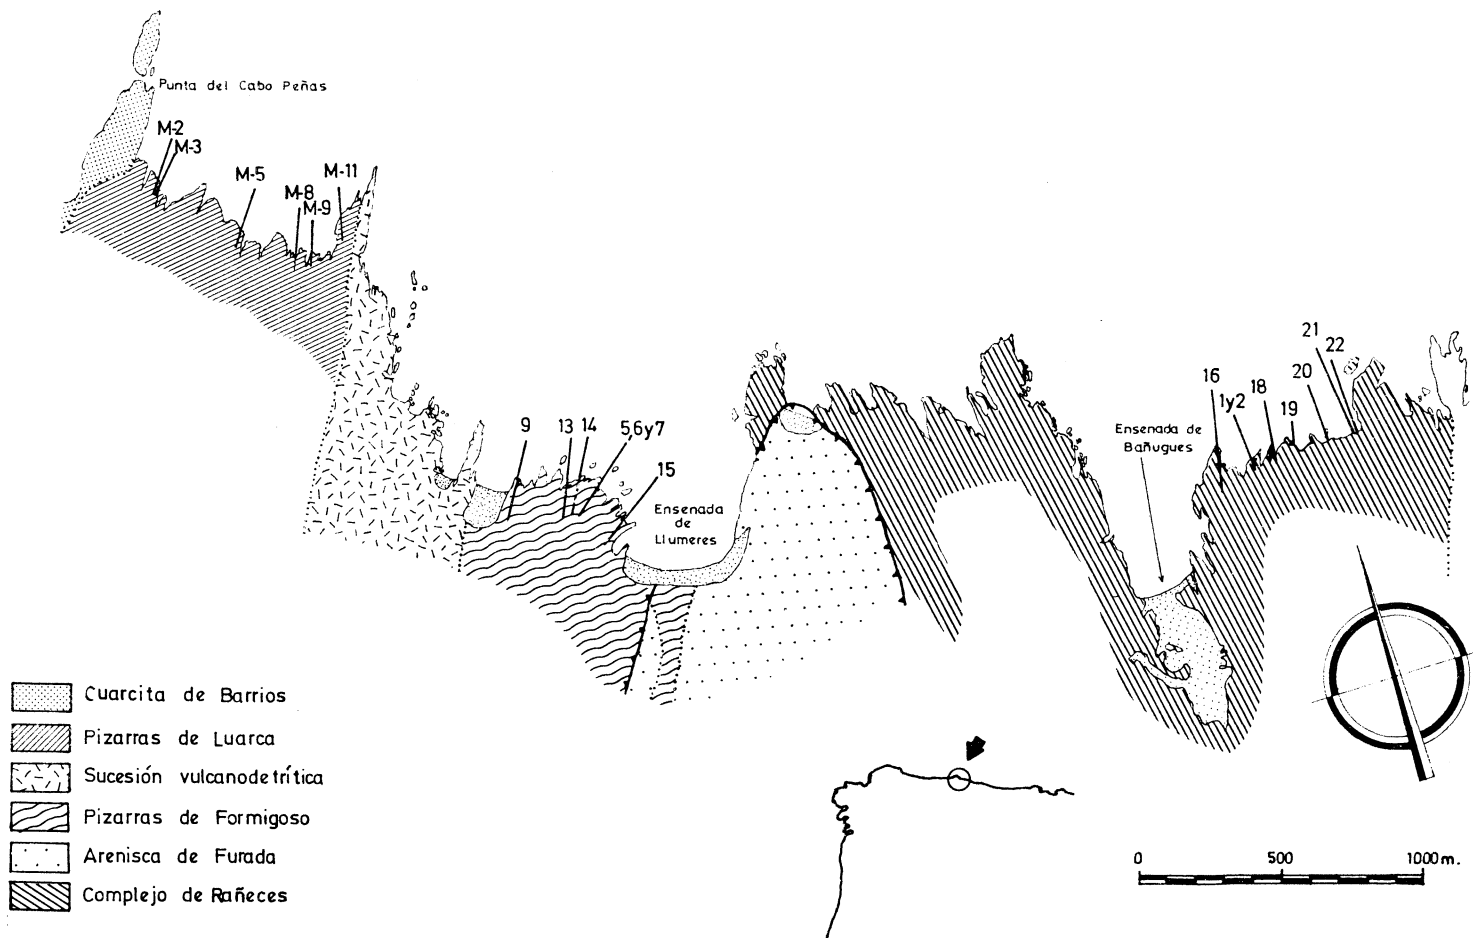 Punta del Cabo Peñas
M-2
M-3
M-5
M-8
M-9
M-11
9
13
14
5,6y7
15
Ensenada
de
Llumeres
Ensenada de
Bañugues
16
1y2
18
19
20
21
22
Cuarcita de Barrios
Pizarras de Luarca
Sucesión vulcanodetrítica
Pizarras de Formigoso
Arenisca de Furada
Complejo de Rañeces
0 500 1000m.